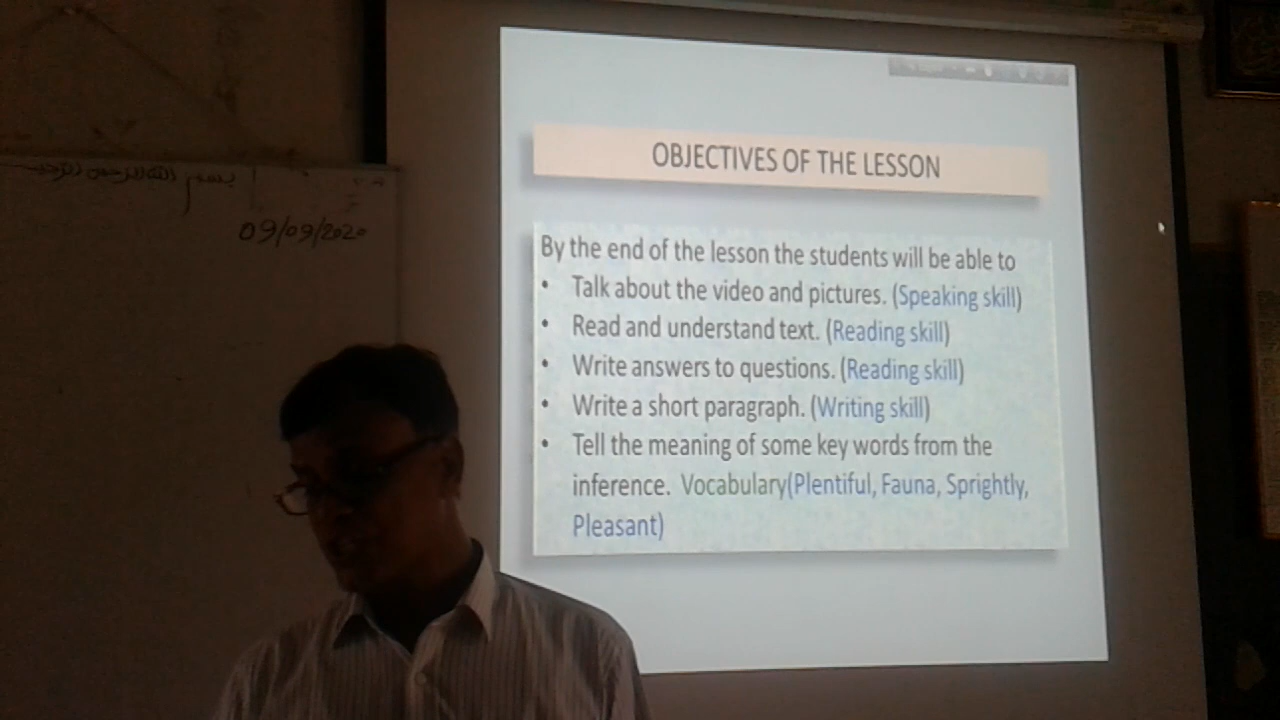 بسم الله الرحمن الرحيم
09/09/2020
OBJECTIVES OF THE LESSON
By the end of the lesson the students will be able to
• Talk about the video and pictures. (Speaking skill)
• Read and understand text. (Reading skill)
• Write answers to questions. (Reading skill)
• Write a short paragraph. (Writing skill)
• Tell the meaning of some key words from the
inference. Vocabulary(Plentiful, Fauna, Sprightly,
Pleasant)